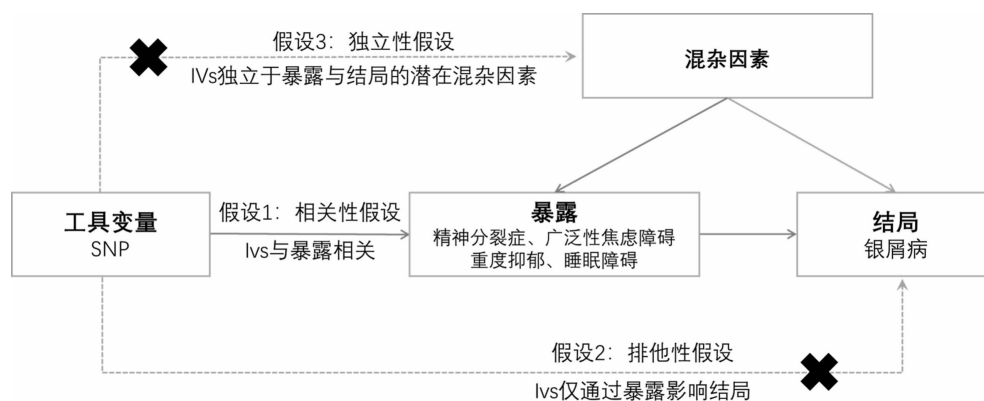 假设3：独立性假设
IVs独立于暴露与结局的潜在混杂因素
混杂因素
工具变量
SNP
假设1：相关性假设
Ivs与暴露相关
暴露
精神分裂症、广泛性焦虑障碍
重度抑郁、睡眠障碍
结局
银屑病
假设2：排他性假设
Ivs仅通过暴露影响结局